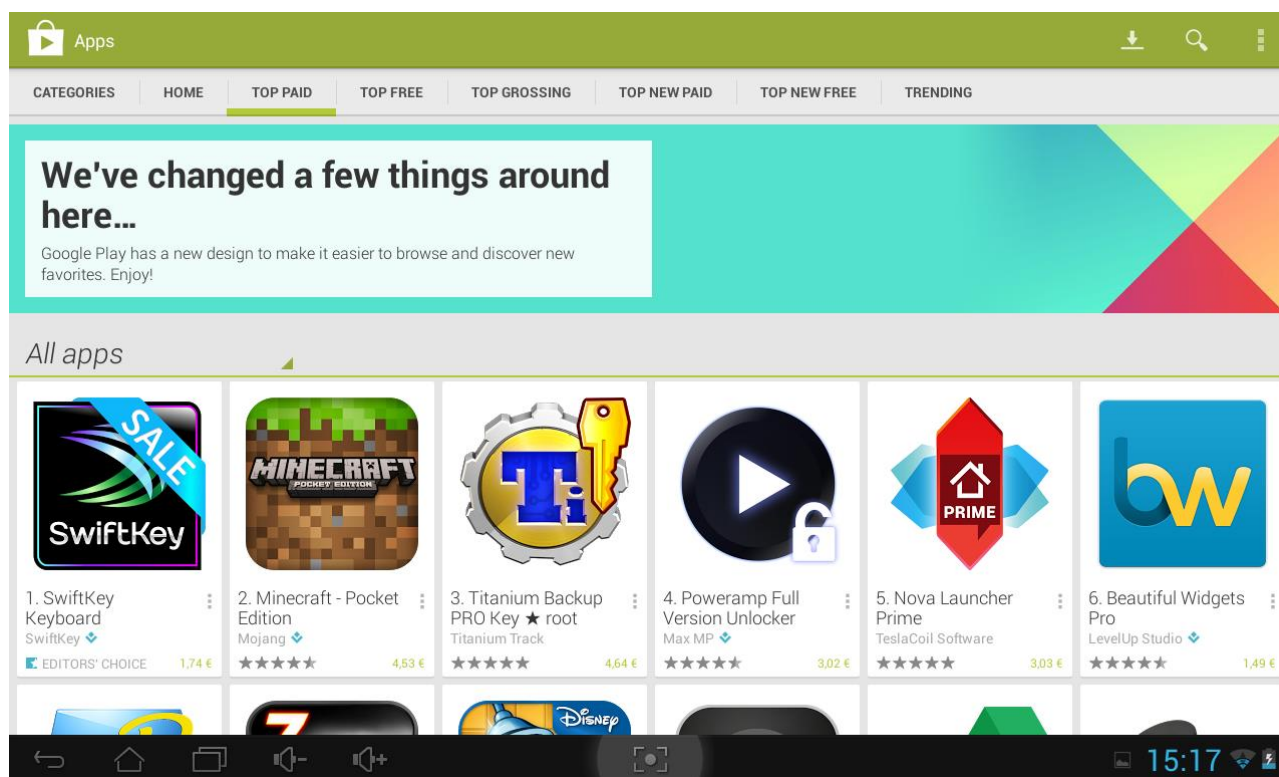 Apps
CATEGORIES HOME TOP PAID TOP FREE TOP GROSSING TOP NEW PAID TOP NEW FREE TRENDING
We've changed a few things around
here...
Google Play has a new design to make it easier to browse and discover new
favorites. Enjoy!
All apps
SALE
SwiftKey
1. SwiftKey
Keyboard
SwiftKey
EDITORS' CHOICE 1,74 €
MINECRAFT
POCKET EDITION
2. Minecraft - Pocket
Edition
Mojang
4,53 €
Ti
3. Titanium Backup
PRO Key ★ root
Titanium Track
4,64 €
4. Poweramp Full
Version Unlocker
Max MP
3,02 €
PRIME
5. Nova Launcher
Prime
TeslaCoil Software
3,03 €
bw
6. Beautiful Widgets
Pro
LevelUp Studio
1,49 €
7
Disney
15:17